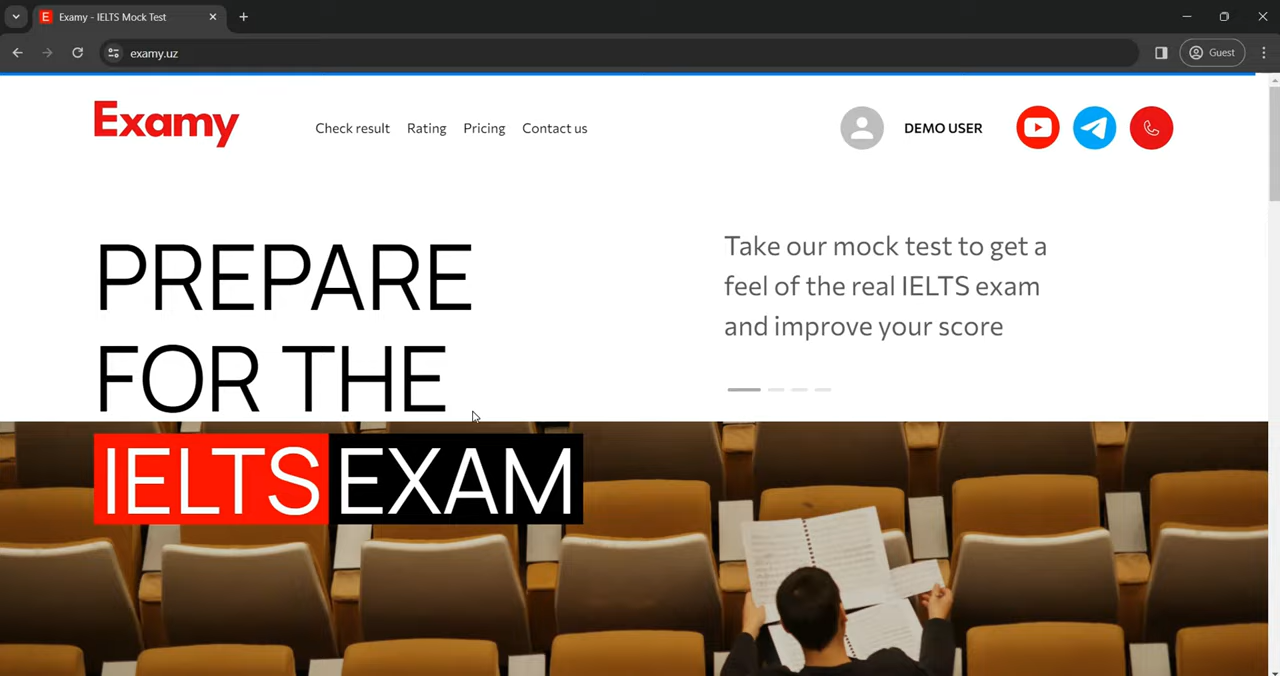 Examy - IELTS Mock Test
examy.uz
Guest
Examy
Check result Rating Pricing Contact us
DEMO USER
PREPARE
FOR THE
IELTS EXAM
Take our mock test to get a
feel of the real IELTS exam
and improve your score